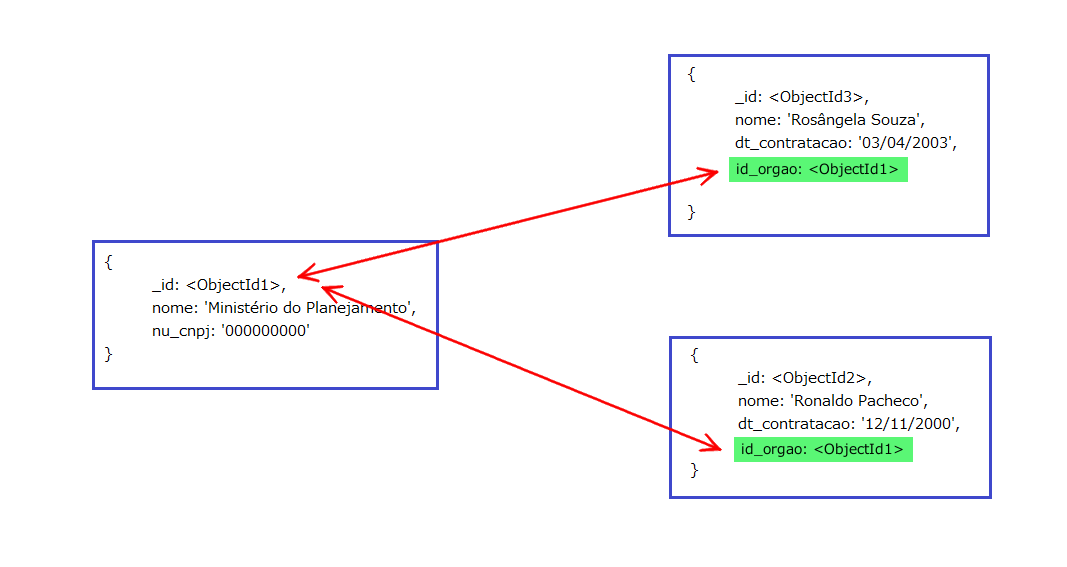 {
_id: <ObjectId1>,
nome: 'Ministério do Planejamento',
nu_cnpj: '000000000'
}
{
_id: <ObjectId3>,
nome: 'Rosângela Souza',
dt_contratacao: '03/04/2003',
id_orgao: <ObjectId1>
}
{
_id: <ObjectId2>,
nome: 'Ronaldo Pacheco',
dt_contratacao: '12/11/2000',
id_orgao: <ObjectId1>
}